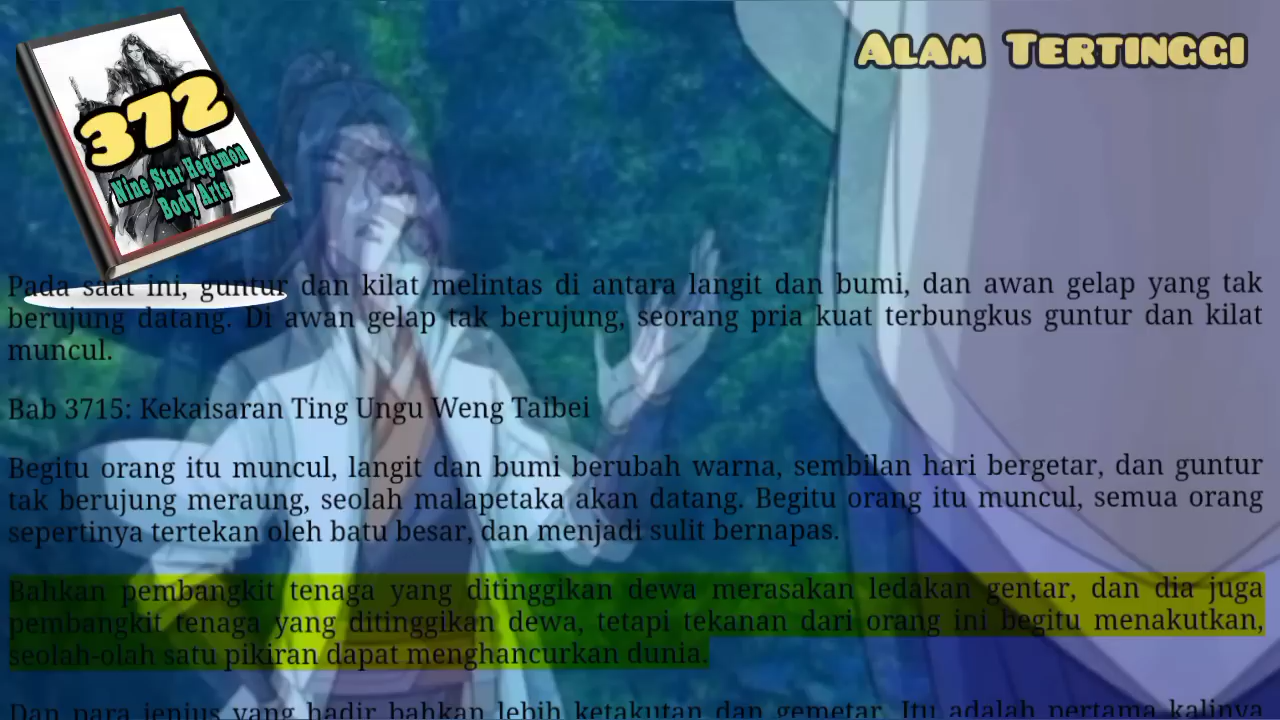 Alam Tertinggi
372
Nine Star Hegemon
Body Arts
Pada saat ini, guntur dan kilat melintas di antara langit dan bumi, dan awan gelap yang tak
berujung datang. Di awan gelap tak berujung, seorang pria kuat terbungkus guntur dan kilat
muncul.
Bab 3715: Kekaisaran Ting Ungu Weng Taibei
Begitu orang itu muncul, langit dan bumi berubah warna, sembilan hari bergetar, dan guntur
tak berujung meraung, seolah malapetaka akan datang. Begitu orang itu muncul, semua orang
sepertinya tertekan oleh batu besar, dan menjadi sulit bernapas.
Bahkan pembangkit tenaga yang ditinggikan dewa merasakan ledakan gentar, dan dia juga
pembangkit tenaga yang ditinggikan dewa, tetapi tekanan dari orang ini begitu menakutkan,
seolah-olah satu pikiran dapat menghancurkan dunia.
Dan para jenius yang hadir bahkan lebih ketakutan dan gemetar. Itu adalah pertama kalinya